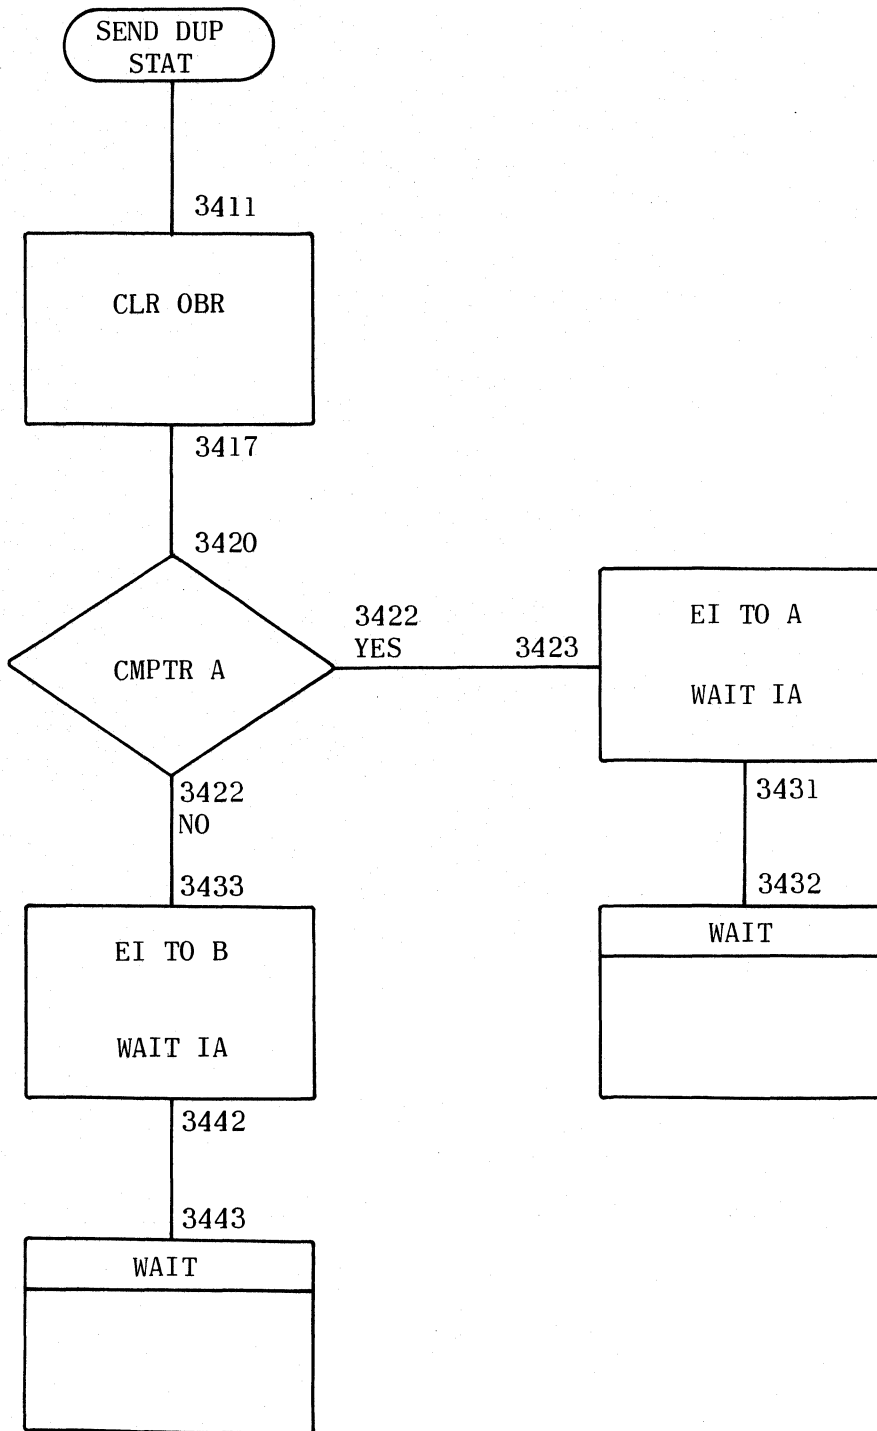 SEND DUP
STAT
3411
CLR OBR
3417
3420
CMPTR A
3422
YES
3423
EI TO A
WAIT IA
3431
3432
WAIT
3422
NO
3433
EI TO B
WAIT IA
3442
3443
WAIT